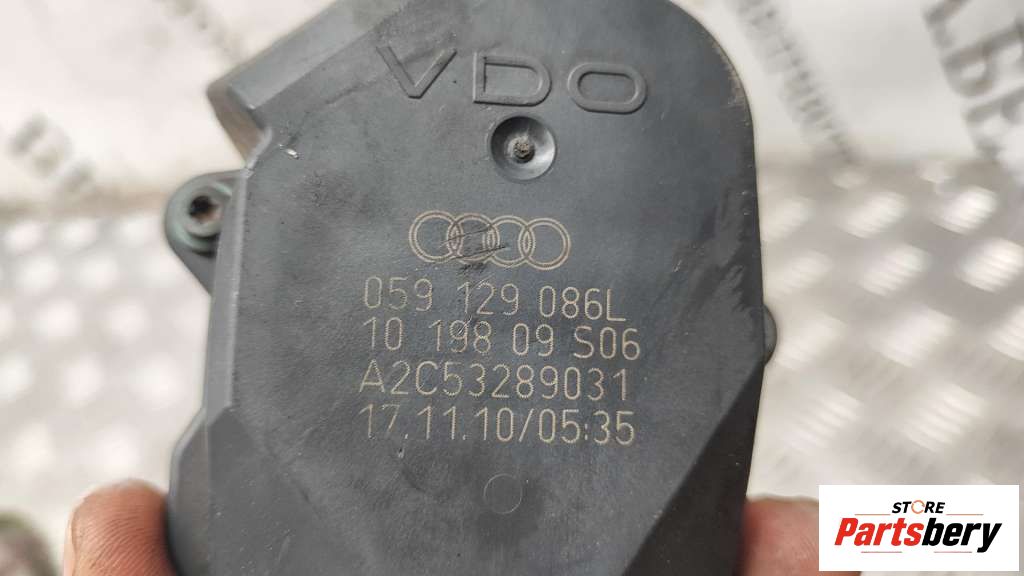 VDO
059 129 086L
10 198 09 S06
A2C53289031
17.11.10/05:35
STORE
Partsbery